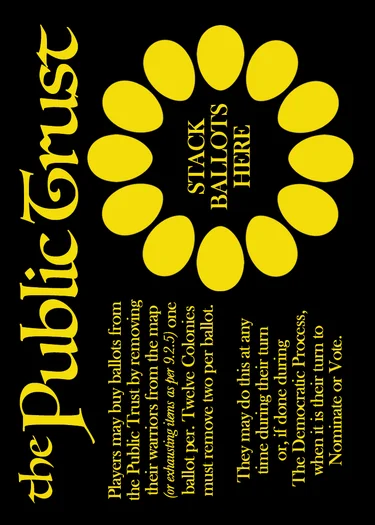 the Public Trust
Players may buy ballots from
the Public Trust by removing
their warriors from the map
(or exhausting items as per 9.2.5) one
ballot per. Twelve Colonies
must remove two per ballot.
They may do this at any
time during their turn
or, if done during
The Democratic Process,
when it is their turn to
Nominate or Vote.
STACK
BALLOTS
HERE